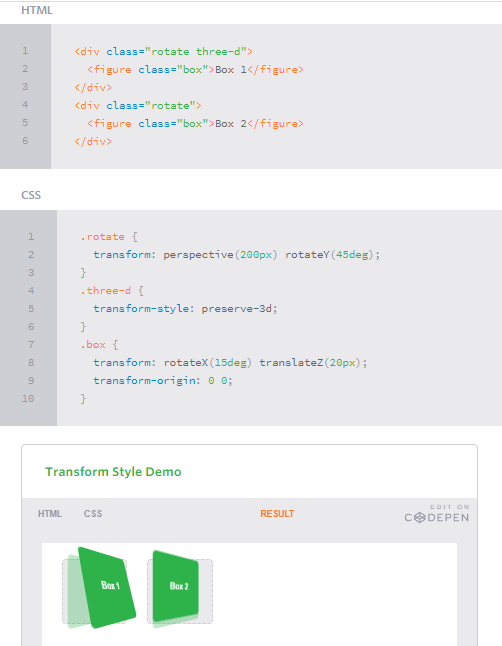 HTML
1 <div class="rotate three-d">
2 <figure class="box">Box 1</figure>
3 </div>
4 <div class="rotate">
5 <figure class="box">Box 2</figure>
6 </div>
CSS
1 .rotate {
2 transform: perspective(200px) rotateY(45deg);
3 }
4 .three-d {
5 transform-style: preserve-3d;
6 }
7 .box {
8 transform: rotateX(15deg) translateZ(20px);
9 transform-origin: 0 0;
10 }
Transform Style Demo
HTML CSS RESULT EDIT ON
CODEPEN
Box 1 Box 2